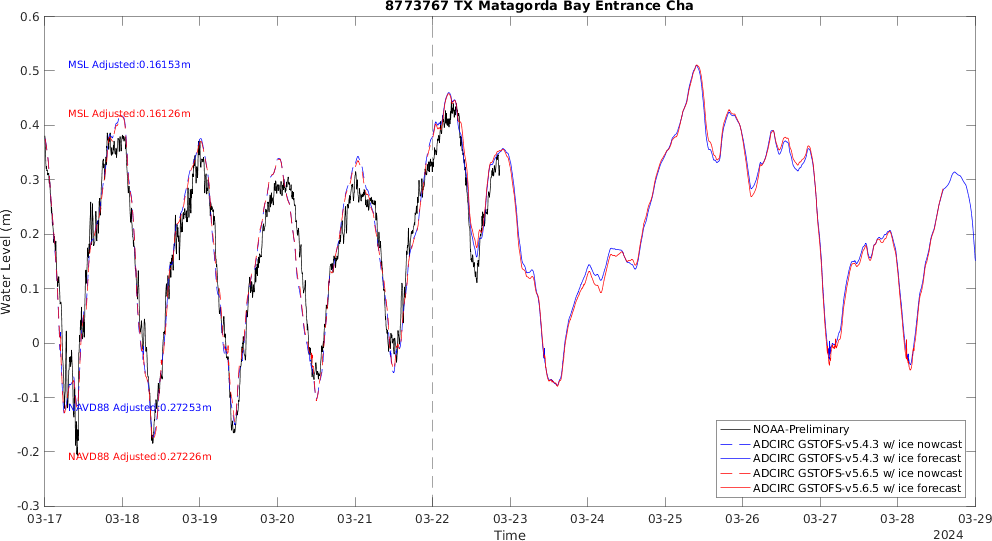 8773767 TX Matagorda Bay Entrance Cha
0.6
0.5
0.4
0.3
0.2
0.1
0
-0.1
-0.2
-0.3
Water Level (m)
MSL Adjusted:0.16153m
MSL Adjusted:0.16126m
NAVD88 Adjusted:0.27253m
NAVD88 Adjusted:0.27226m
NOAA-Preliminary
ADCIRC GSTOFS-v5.4.3 w/ ice nowcast
ADCIRC GSTOFS-v5.4.3 w/ ice forecast
ADCIRC GSTOFS-v5.6.5 w/ ice nowcast
ADCIRC GSTOFS-v5.6.5 w/ ice forecast
03-17 03-18 03-19 03-20 03-21 03-22 03-23 03-24 03-25 03-26 03-27 03-28 03-29
Time
2024